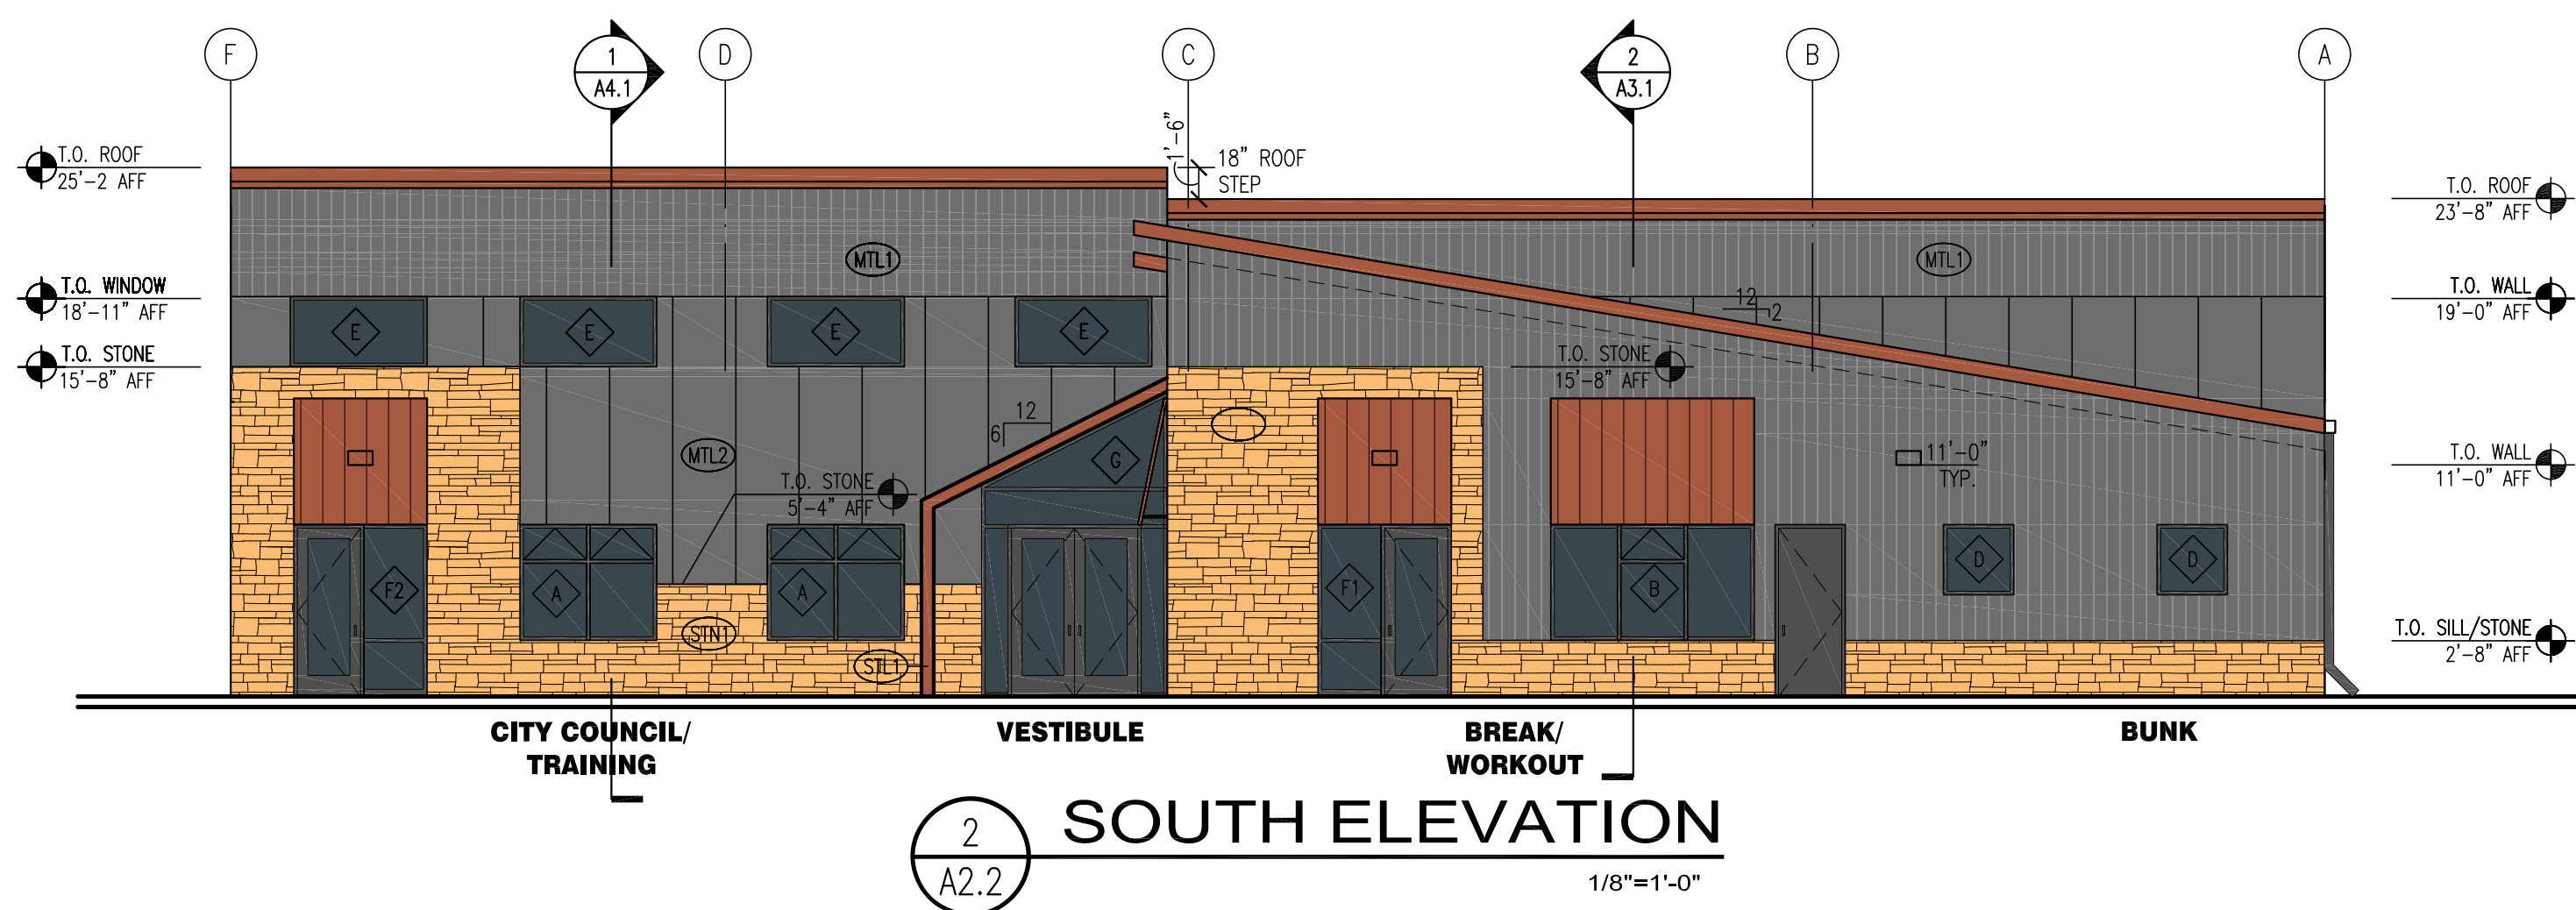 F
1
A4.1
D
C
2
A3.1
B
A
1'-6"
18" ROOF
STEP
T.O. ROOF
25'-2 AFF
T.O. WINDOW
18'-11" AFF
T.O. STONE
15'-8" AFF
T.O. ROOF
23'-8" AFF
T.O. WALL
19'-0" AFF
T.O. WALL
11'-0" AFF
T.O. SILL/STONE
2'-8" AFF
MTL1
MTL1
E
E
E
E
12
2
T.O. STONE
15'-8" AFF
12
6
MTL2
G
11'-0"
TYP.
T.O. STONE
5'-4" AFF
F2
A
A
F1
B
D
D
STN1
STL1
CITY COUNCIL/
TRAINING
VESTIBULE
BREAK/
WORKOUT
BUNK
2
A2.2
SOUTH ELEVATION
1/8"=1'-0"